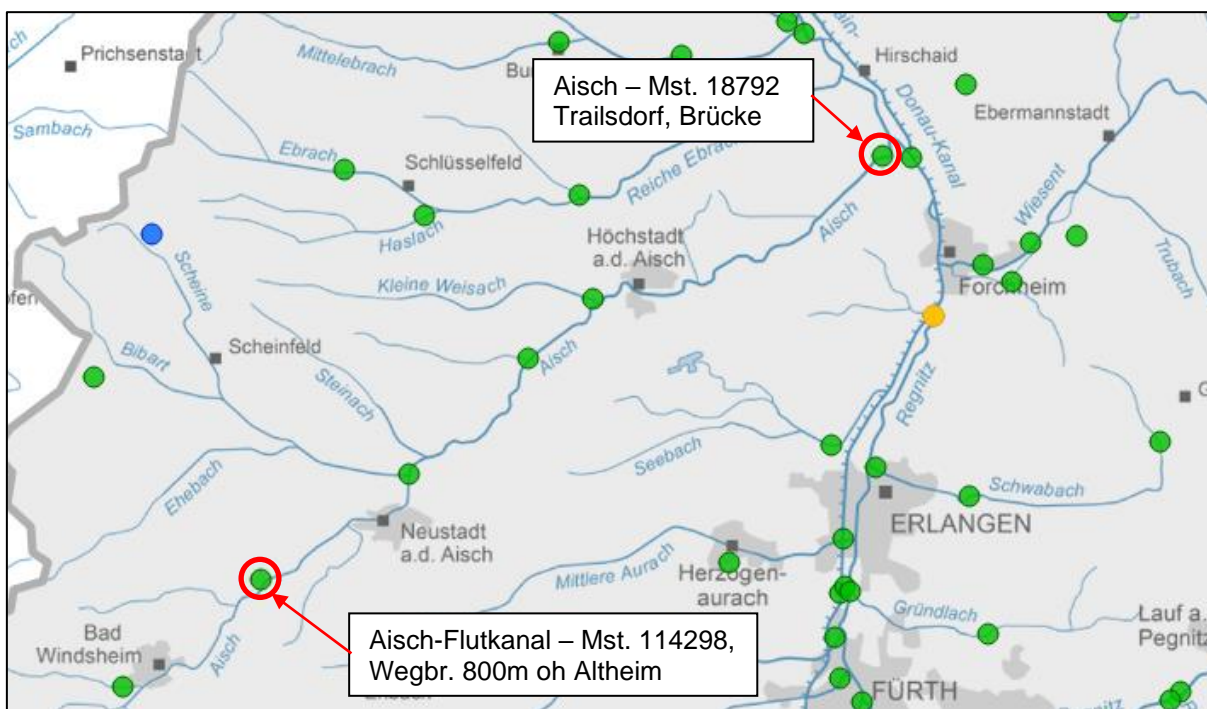 Prichsenstadt
Mittelebrach
Hirschaid
Aisch – Mst. 18792
Trailsdorf, Brücke
Donau-Kanal
Ebermannstadt
Sambach
Ebrach
Schlüsselfeld
Reiche Ebrach
Wiesent
Aisch
Haslach
Höchstadt
a.d. Aisch
Trubach
Scheine
Kleine Weisach
Forchheim
Scheinfeld
Bibart
Aisch
Steinach
Regnitz
Seebach
Schwabach
Ehebach
Neustadt
a.d. Aisch
ERLANGEN
Mittlere Aurach
Herzogen-
aurach
Gründlach
Lauf a.
Pegnitz
Bad
Windsheim
Aisch
Aisch-Flutkanal – Mst. 114298,
Wegbr. 800m oh Altheim
FÜRTH